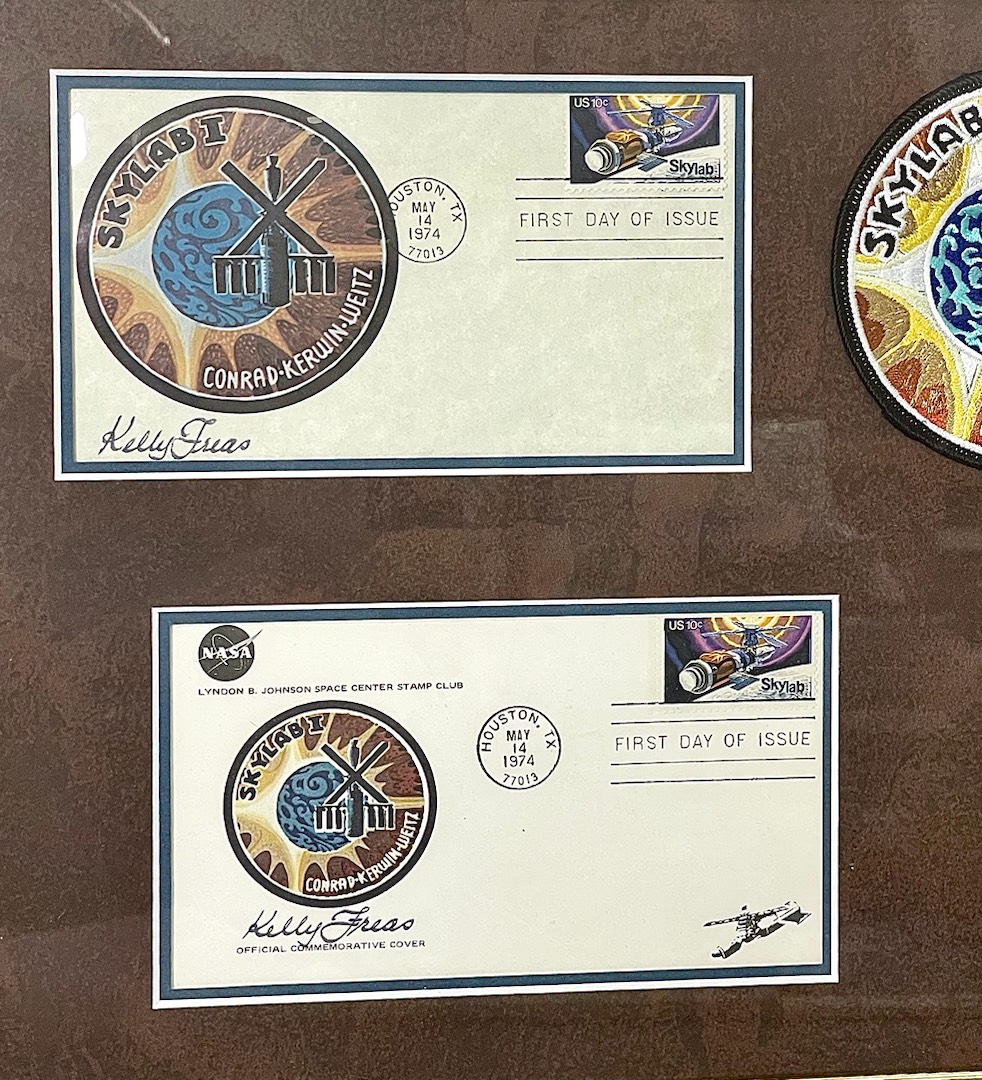 SKYLAB I
CONRAD·KERWIN·WEITZ
Kelly Freas
HOUSTON, TX
MAY
14
1974
77013
US 10c
Skylab
FIRST DAY OF ISSUE
SKYLAB
NASA
LYNDON B. JOHNSON SPACE CENTER STAMP CLUB
SKYLAB I
CONRAD·KERWIN·WEITZ
Kelly Freas
OFFICIAL COMMEMORATIVE COVER
HOUSTON, TX
MAY
14
1974
77013
US 10c
Skylab
FIRST DAY OF ISSUE